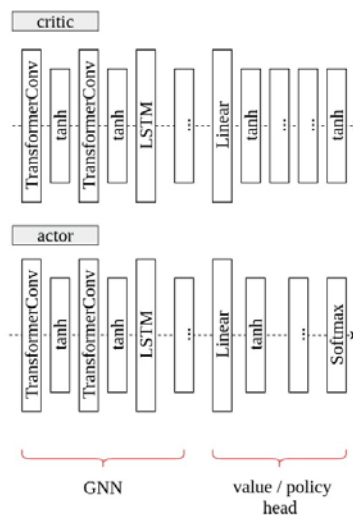 critic
TransformerConv
tanh
TransformerConv
tanh
LSTM
...
Linear
tanh
...
...
tanh
actor
TransformerConv
tanh
TransformerConv
tanh
LSTM
...
Linear
tanh
...
Softmax
GNN
value / policy
head